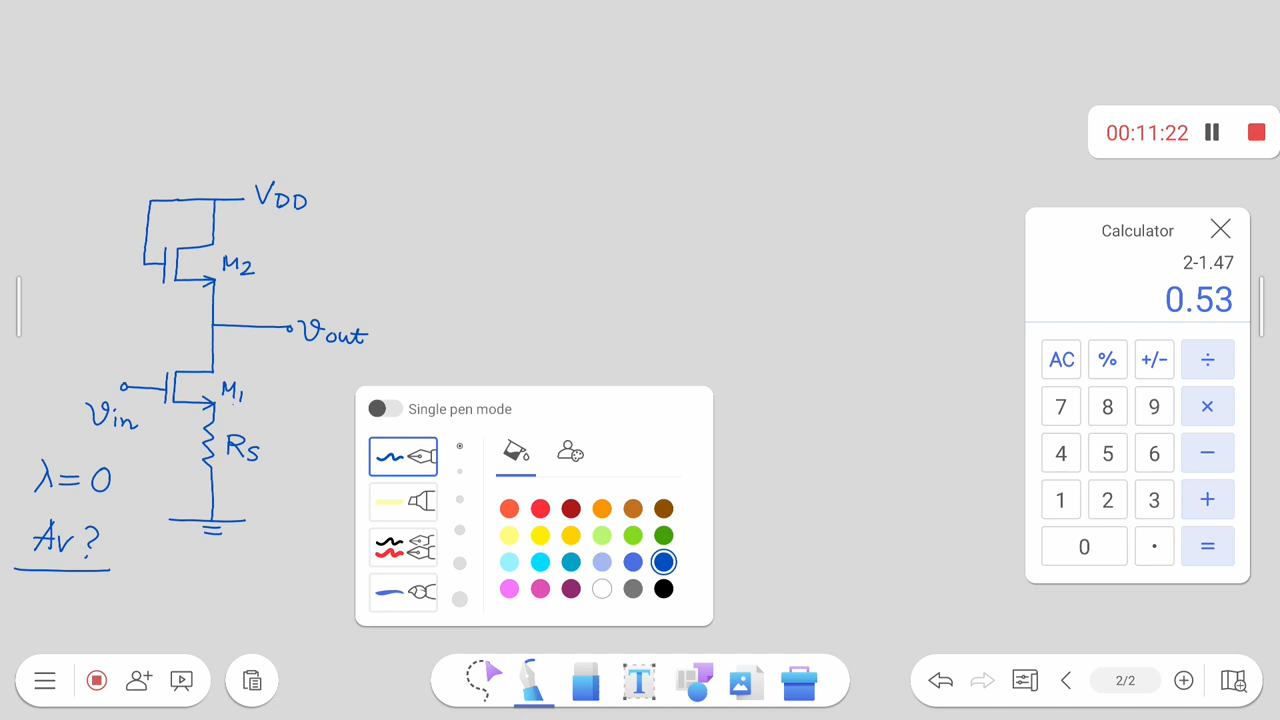 00:11:22
VDD
M2
Vout
M1
Vin
RS
λ = 0
Av ?
Single pen mode
Calculator
2-1.47
0.53
AC % +/- ÷
7 8 9 ×
4 5 6 −
1 2 3 +
0 · =
T
2/2